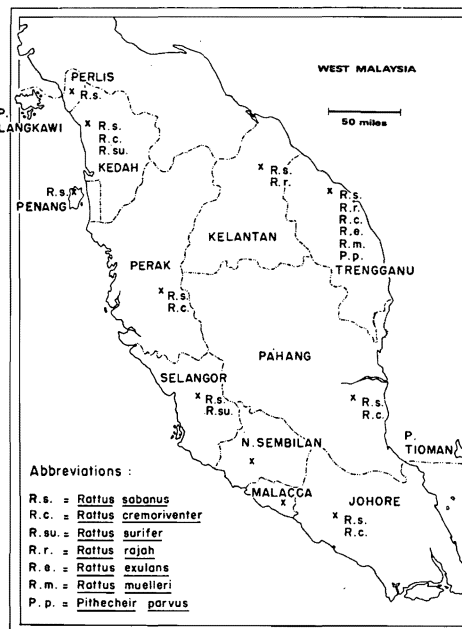 WEST MALAYSIA
50 miles
PERLIS
R.s.
P.
LANGKAWI
R.s.
R.c.
R.su.
KEDAH
R.s.
PENANG
R.s.
R.r.
KELANTAN
R.s.
R.r.
R.c.
R.e.
R.m.
P.p.
TRENGGANU
PERAK
R.s.
R.c.
PAHANG
R.s.
R.c.
SELANGOR
R.s.
R.su.
N.SEMBILAN
P.
TIOMAN
MALACCA
JOHORE
R.s.
R.c.
Abbreviations :
R.s. = Rattus sabanus
R.c. = Rattus cremoriventer
R.su. = Rattus surifer
R.r. = Rattus rajah
R.e. = Rattus exulans
R.m. = Rattus muelleri
P.p. = Pithecheir parvus